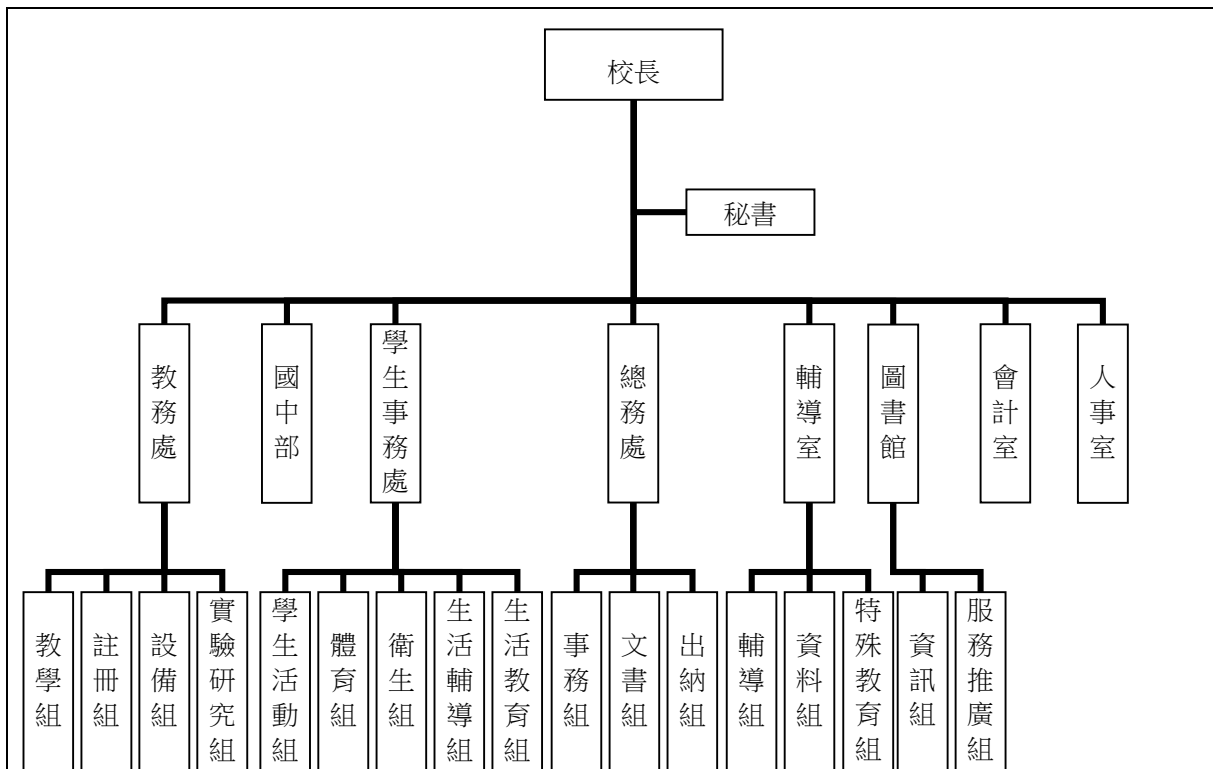 校長
秘書
教務處
國中部
學生事務處
總務處
輔導室
圖書館
會計室
人事室
教學組
註冊組
設備組
實驗研究組
學生活動組
體育組
衛生組
生活輔導組
生活教育組
事務組
文書組
出納組
輔導組
資料組
特殊教育組
資訊組
服務推廣組